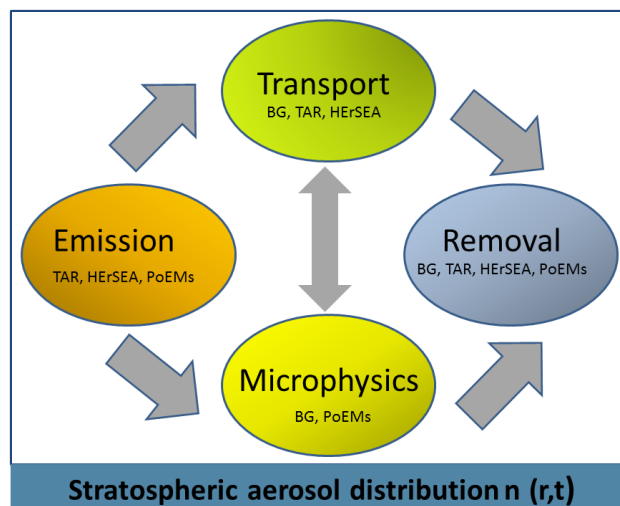 Transport
BG, TAR, HErSEA
Emission
TAR, HErSEA, PoEMs
Removal
BG, TAR, HErSEA, PoEMs
Microphysics
BG, PoEMs
Stratospheric aerosol distribution n (r,t)